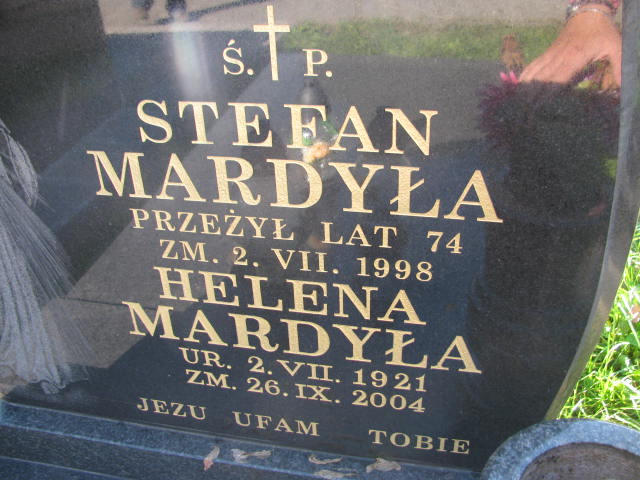 Ś. P.
STEFAN
MARDYŁA
PRZEŻYŁ LAT 74
ZM. 2. VII. 1998
HELENA
MARDYŁA
UR. 2. VII. 1921
ZM. 26. IX. 2004
JEZU UFAM TOBIE